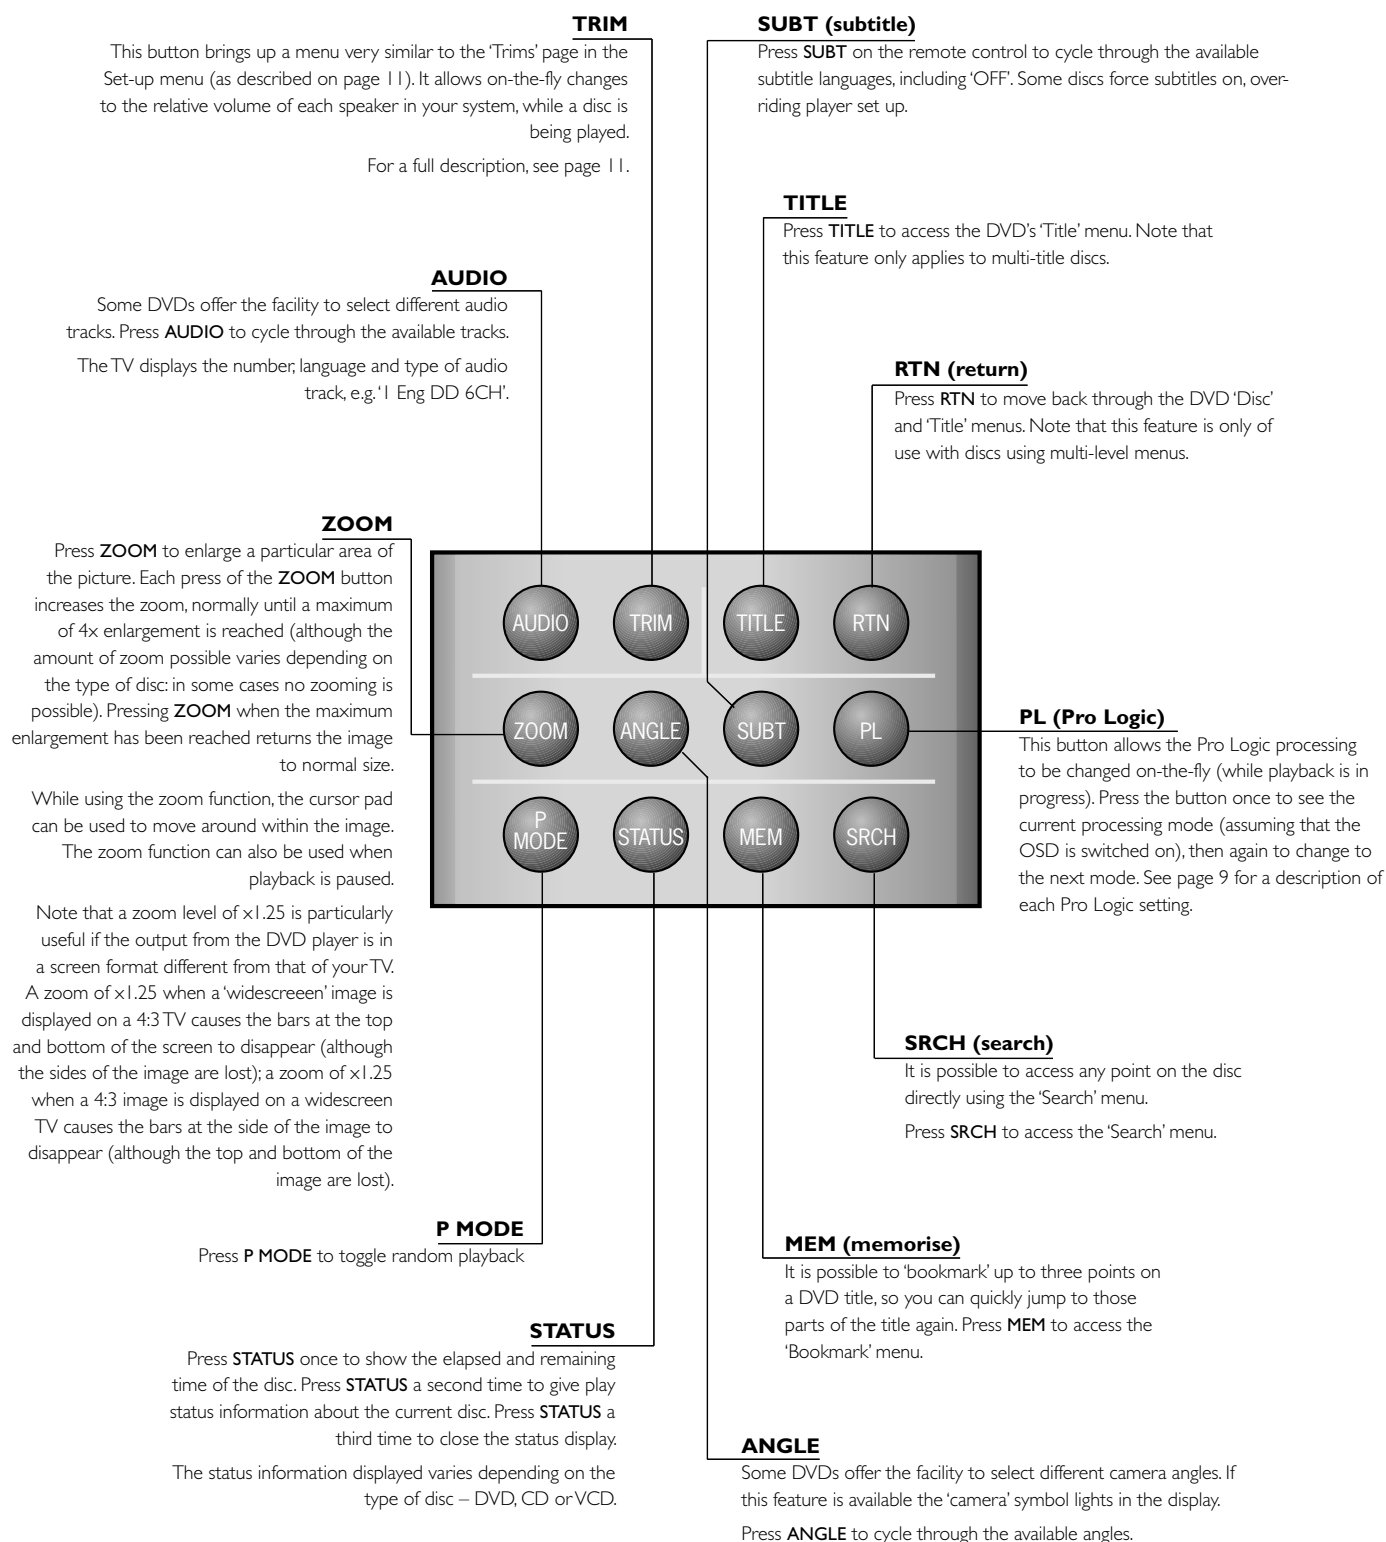 TRIM
This button brings up a menu very similar to the ‘Trims’ page in the
Set-up menu (as described on page 11). It allows on-the-fly changes
to the relative volume of each speaker in your system, while a disc is
being played.
For a full description, see page 11.
SUBT (subtitle)
Press SUBT on the remote control to cycle through the available
subtitle languages, including ‘OFF’. Some discs force subtitles on, over-
riding player set up.
TITLE
Press TITLE to access the DVD’s ‘Title’ menu. Note that
this feature only applies to multi-title discs.
AUDIO
Some DVDs offer the facility to select different audio
tracks. Press AUDIO to cycle through the available tracks.
The TV displays the number, language and type of audio
track, e.g. ‘1 Eng DD 6CH’.
RTN (return)
Press RTN to move back through the DVD ‘Disc’
and ‘Title’ menus. Note that this feature is only of
use with discs using multi-level menus.
ZOOM
Press ZOOM to enlarge a particular area of
the picture. Each press of the ZOOM button
increases the zoom, normally until a maximum
of 4x enlargement is reached (although the
amount of zoom possible varies depending on
the type of disc: in some cases no zooming is
possible). Pressing ZOOM when the maximum
enlargement has been reached returns the image
to normal size.
While using the zoom function, the cursor pad
can be used to move around within the image.
The zoom function can also be used when
playback is paused.
Note that a zoom level of ×1.25 is particularly
useful if the output from the DVD player is in
a screen format different from that of your TV.
A zoom of ×1.25 when a ‘widescreeen’ image is
displayed on a 4:3 TV causes the bars at the top
and bottom of the screen to disappear (although
the sides of the image are lost); a zoom of ×1.25
when a 4:3 image is displayed on a widescreen
TV causes the bars at the side of the image to
disappear (although the top and bottom of the
image are lost).
AUDIO TRIM TITLE RTN
ZOOM ANGLE SUBT PL
P
MODE STATUS MEM SRCH
PL (Pro Logic)
This button allows the Pro Logic processing
to be changed on-the-fly (while playback is in
progress). Press the button once to see the
current processing mode (assuming that the
OSD is switched on), then again to change to
the next mode. See page 9 for a description of
each Pro Logic setting.
SRCH (search)
It is possible to access any point on the disc
directly using the ‘Search’ menu.
Press SRCH to access the ‘Search’ menu.
P MODE
Press P MODE to toggle random playback
MEM (memorise)
It is possible to ‘bookmark’ up to three points on
a DVD title, so you can quickly jump to those
parts of the title again. Press MEM to access the
‘Bookmark’ menu.
STATUS
Press STATUS once to show the elapsed and remaining
time of the disc. Press STATUS a second time to give play
status information about the current disc. Press STATUS a
third time to close the status display.
The status information displayed varies depending on the
type of disc – DVD, CD or VCD.
ANGLE
Some DVDs offer the facility to select different camera angles. If
this feature is available the ‘camera’ symbol lights in the display.
Press ANGLE to cycle through the available angles.